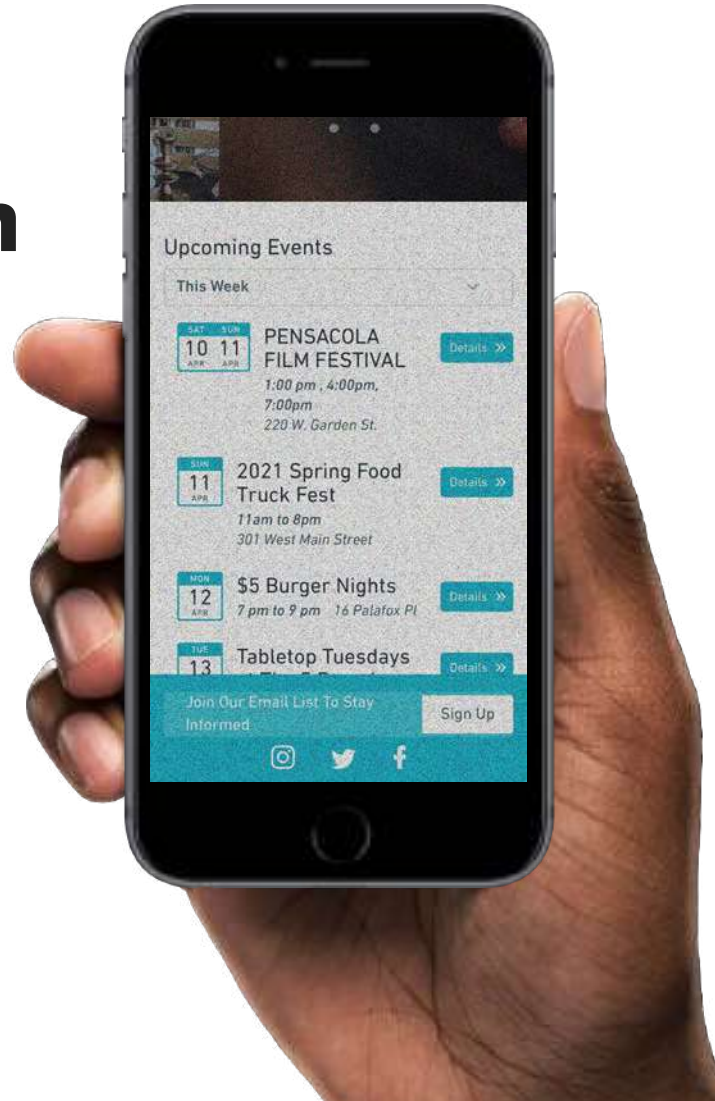 n
Upcoming Events
This Week
SAT SUN
10 11
APR APR
PENSACOLA
FILM FESTIVAL
1:00 pm , 4:00pm,
7:00pm
220 W. Garden St.
Details »
SUN
11
APR
2021 Spring Food
Truck Fest
11am to 8pm
301 West Main Street
Details »
MON
12
APR
$5 Burger Nights
7 pm to 9 pm 16 Palafox Pl
Details »
TUE
13
Tabletop Tuesdays
Details »
Join Our Email List To Stay
Informed
Sign Up